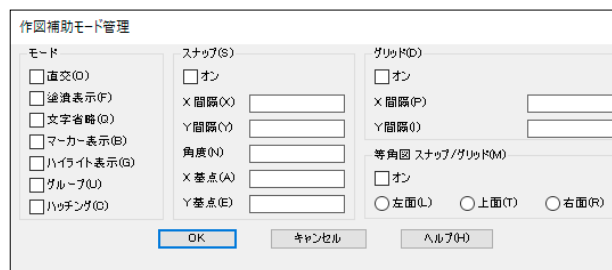 作図補助モード管理
モード
直交(O)
塗潰表示(F)
文字省略(Q)
マーカー表示(B)
ハイライト表示(G)
グループ(U)
ハッチング(C)
スナップ(S)
オン
X 間隔(X)
Y間隔(Y)
角度(N)
X 基点(A)
Y基点(E)
グリッド(D)
オン
X 間隔(P)
Y間隔(I)
等角図 スナップ/グリッド(M)
オン
左面(L) 上面(T) 右面(R)
OK キャンセル ヘルプ(H)